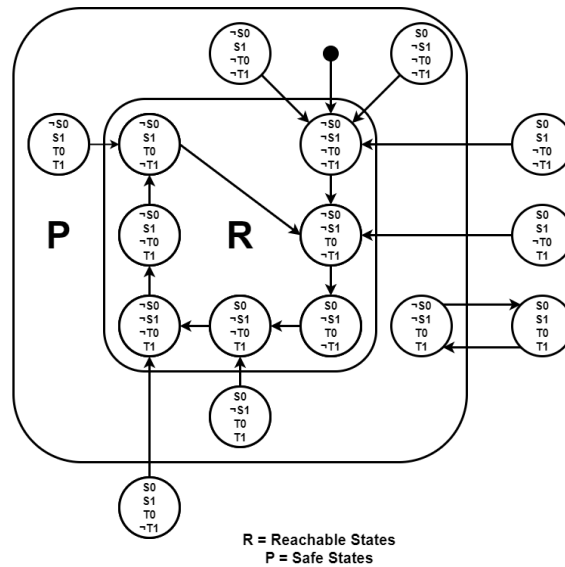 ¬S0
S1
¬T0
¬T1
S0
¬S1
¬T0
¬T1
¬S0
S1
T0
T1
¬S0
S1
T0
¬T1
¬S0
¬S1
¬T0
¬T1
S0
S1
¬T0
¬T1
P
¬S0
S1
¬T0
T1
R
¬S0
¬S1
T0
¬T1
S0
S1
¬T0
T1
¬S0
¬S1
¬T0
T1
S0
¬S1
¬T0
T1
S0
¬S1
T0
¬T1
¬S0
¬S1
T0
T1
S0
S1
T0
T1
S0
¬S1
T0
T1
S0
S1
T0
¬T1
R = Reachable States
P = Safe States